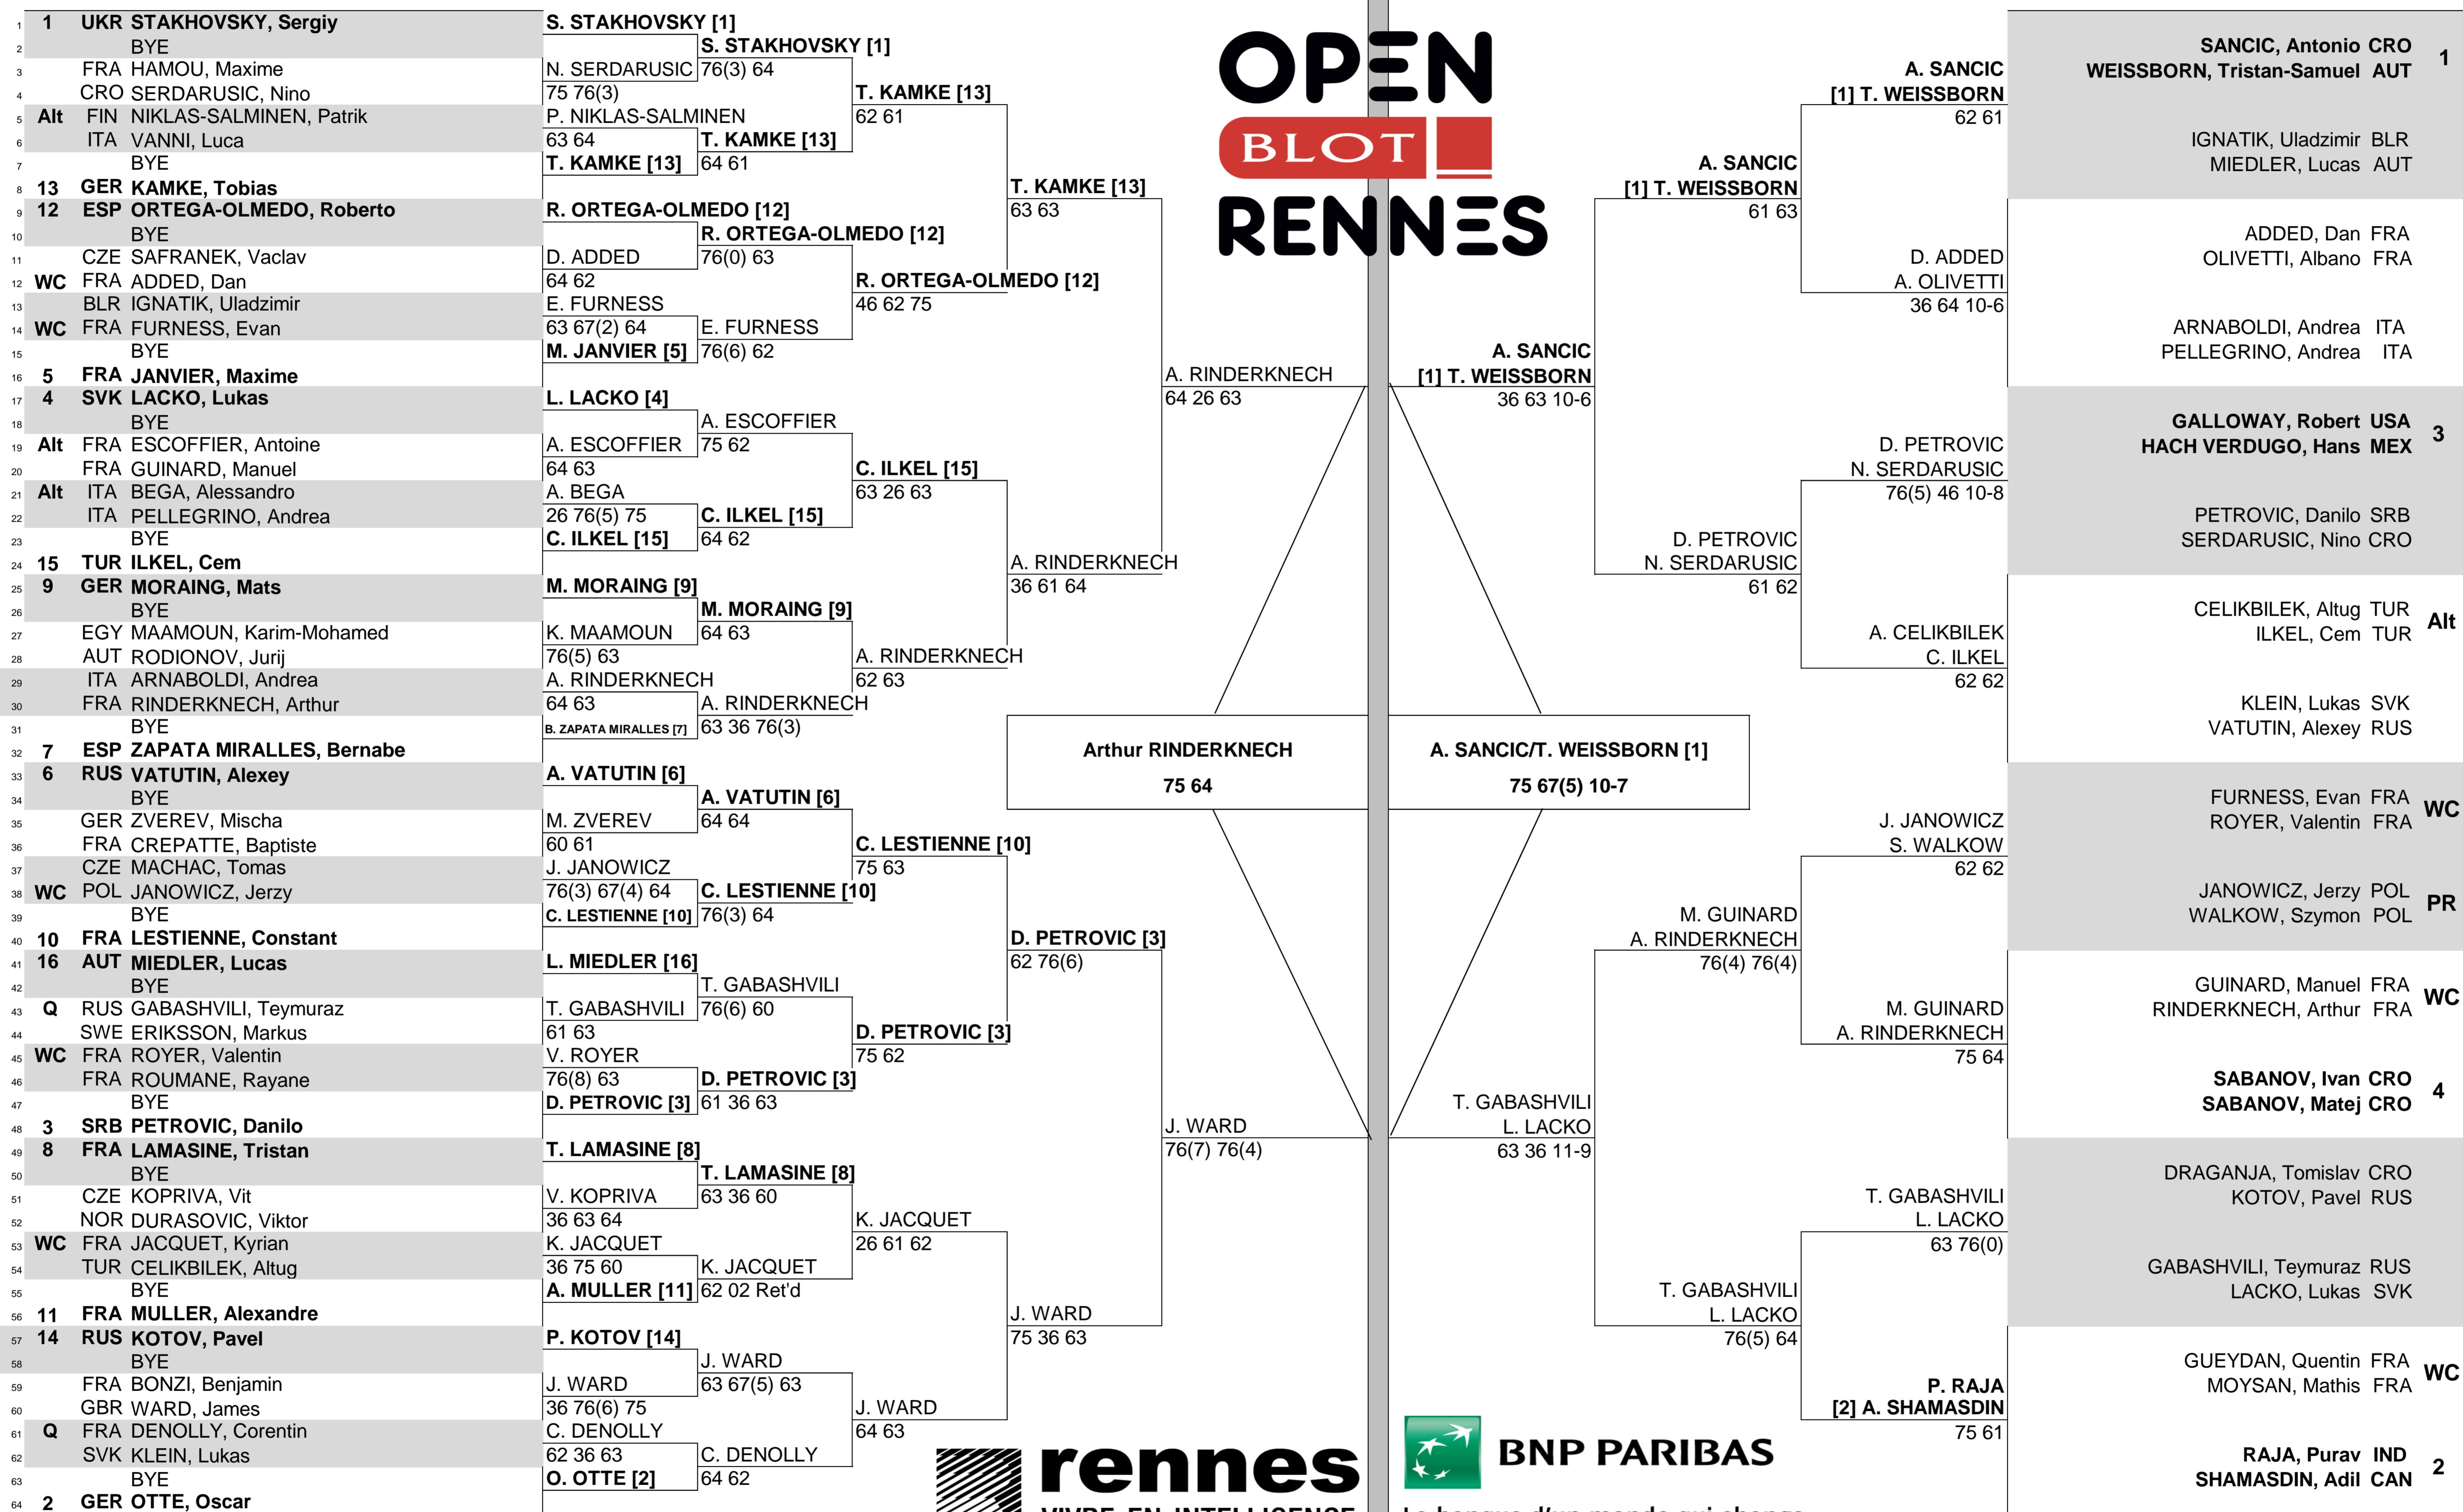 1 1 UKR STAKHOVSKY, Sergiy
2 BYE
3 FRA HAMOU, Maxime
4 CRO SERDARUSIC, Nino
5 Alt FIN NIKLAS-SALMINEN, Patrik
6 ITA VANNI, Luca
7 BYE
8 13 GER KAMKE, Tobias
9 12 ESP ORTEGA-OLMEDO, Roberto
10 BYE
11 CZE SAFRANEK, Vaclav
12 WC FRA ADDED, Dan
13 BLR IGNATIK, Uladzimir
14 WC FRA FURNESS, Evan
15 BYE
16 5 FRA JANVIER, Maxime
17 4 SVK LACKO, Lukas
18 BYE
19 Alt FRA ESCOFFIER, Antoine
20 FRA GUINARD, Manuel
21 Alt ITA BEGA, Alessandro
22 ITA PELLEGRINO, Andrea
23 BYE
24 15 TUR ILKEL, Cem
25 9 GER MORAING, Mats
26 BYE
27 EGY MAAMOUN, Karim-Mohamed
28 AUT RODIONOV, Jurij
29 ITA ARNABOLDI, Andrea
30 FRA RINDERKNECH, Arthur
31 BYE
32 7 ESP ZAPATA MIRALLES, Bernabe
33 6 RUS VATUTIN, Alexey
34 BYE
35 GER ZVEREV, Mischa
36 FRA CREPATTE, Baptiste
37 CZE MACHAC, Tomas
38 WC POL JANOWICZ, Jerzy
39 BYE
40 10 FRA LESTIENNE, Constant
41 16 AUT MIEDLER, Lucas
42 BYE
43 Q RUS GABASHVILI, Teymuraz
44 SWE ERIKSSON, Markus
45 WC FRA ROYER, Valentin
46 FRA ROUMANE, Rayane
47 BYE
48 3 SRB PETROVIC, Danilo
49 8 FRA LAMASINE, Tristan
50 BYE
51 CZE KOPRIVA, Vit
52 NOR DURASOVIC, Viktor
53 WC FRA JACQUET, Kyrian
54 TUR CELIKBILEK, Altug
55 BYE
56 11 FRA MULLER, Alexandre
57 14 RUS KOTOV, Pavel
58 BYE
59 FRA BONZI, Benjamin
60 GBR WARD, James
61 Q FRA DENOLLY, Corentin
62 SVK KLEIN, Lukas
63 BYE
64 2 GER OTTE, Oscar
S. STAKHOVSKY [1]
N. SERDARUSIC
75 76(3)
P. NIKLAS-SALMINEN
63 64
T. KAMKE [13]
R. ORTEGA-OLMEDO [12]
D. ADDED
64 62
E. FURNESS
63 67(2) 64
M. JANVIER [5]
L. LACKO [4]
A. ESCOFFIER
64 63
A. BEGA
26 76(5) 75
C. ILKEL [15]
M. MORAING [9]
K. MAAMOUN
76(5) 63
A. RINDERKNECH
64 63
B. ZAPATA MIRALLES [7]
A. VATUTIN [6]
M. ZVEREV
60 61
J. JANOWICZ
76(3) 67(4) 64
C. LESTIENNE [10]
L. MIEDLER [16]
T. GABASHVILI
61 63
V. ROYER
76(8) 63
D. PETROVIC [3]
T. LAMASINE [8]
V. KOPRIVA
36 63 64
K. JACQUET
36 75 60
A. MULLER [11]
P. KOTOV [14]
J. WARD
36 76(6) 75
C. DENOLLY
62 36 63
O. OTTE [2]
S. STAKHOVSKY [1]
76(3) 64
T. KAMKE [13]
64 61
R. ORTEGA-OLMEDO [12]
76(0) 63
E. FURNESS
76(6) 62
A. ESCOFFIER
75 62
C. ILKEL [15]
64 62
M. MORAING [9]
64 63
A. RINDERKNECH
63 36 76(3)
A. VATUTIN [6]
64 64
C. LESTIENNE [10]
76(3) 64
T. GABASHVILI
76(6) 60
D. PETROVIC [3]
61 36 63
T. LAMASINE [8]
63 36 60
K. JACQUET
62 02 Ret'd
J. WARD
63 67(5) 63
C. DENOLLY
64 62
T. KAMKE [13]
62 61
R. ORTEGA-OLMEDO [12]
46 62 75
C. ILKEL [15]
63 26 63
A. RINDERKNECH
62 63
C. LESTIENNE [10]
75 63
D. PETROVIC [3]
75 62
K. JACQUET
26 61 62
J. WARD
64 63
T. KAMKE [13]
63 63
A. RINDERKNECH
36 61 64
D. PETROVIC [3]
62 76(6)
J. WARD
75 36 63
A. RINDERKNECH
64 26 63
J. WARD
76(7) 76(4)
Arthur RINDERKNECH
75 64
OPEN
BLOT
RENNES
A. SANCIC/T. WEISSBORN [1]
75 67(5) 10-7
A. SANCIC
[1] T. WEISSBORN
36 63 10-6
T. GABASHVILI
L. LACKO
63 36 11-9
A. SANCIC
[1] T. WEISSBORN
61 63
D. PETROVIC
N. SERDARUSIC
61 62
M. GUINARD
A. RINDERKNECH
76(4) 76(4)
T. GABASHVILI
L. LACKO
76(5) 64
A. SANCIC
[1] T. WEISSBORN
62 61
D. ADDED
A. OLIVETTI
36 64 10-6
D. PETROVIC
N. SERDARUSIC
76(5) 46 10-8
A. CELIKBILEK
C. ILKEL
62 62
J. JANOWICZ
S. WALKOW
62 62
M. GUINARD
A. RINDERKNECH
75 64
T. GABASHVILI
L. LACKO
63 76(0)
P. RAJA
[2] A. SHAMASDIN
75 61
SANCIC, Antonio CRO 1
WEISSBORN, Tristan-Samuel AUT
IGNATIK, Uladzimir BLR
MIEDLER, Lucas AUT
ADDED, Dan FRA
OLIVETTI, Albano FRA
ARNABOLDI, Andrea ITA
PELLEGRINO, Andrea ITA
GALLOWAY, Robert USA 3
HACH VERDUGO, Hans MEX
PETROVIC, Danilo SRB
SERDARUSIC, Nino CRO
CELIKBILEK, Altug TUR Alt
ILKEL, Cem TUR
KLEIN, Lukas SVK
VATUTIN, Alexey RUS
FURNESS, Evan FRA WC
ROYER, Valentin FRA
JANOWICZ, Jerzy POL PR
WALKOW, Szymon POL
GUINARD, Manuel FRA WC
RINDERKNECH, Arthur FRA
SABANOV, Ivan CRO 4
SABANOV, Matej CRO
DRAGANJA, Tomislav CRO
KOTOV, Pavel RUS
GABASHVILI, Teymuraz RUS
LACKO, Lukas SVK
GUEYDAN, Quentin FRA WC
MOYSAN, Mathis FRA
RAJA, Purav IND 2
SHAMASDIN, Adil CAN
rennes
VIVRE EN INTELLIGENCE
BNP PARIBAS
La banque d'un monde qui change